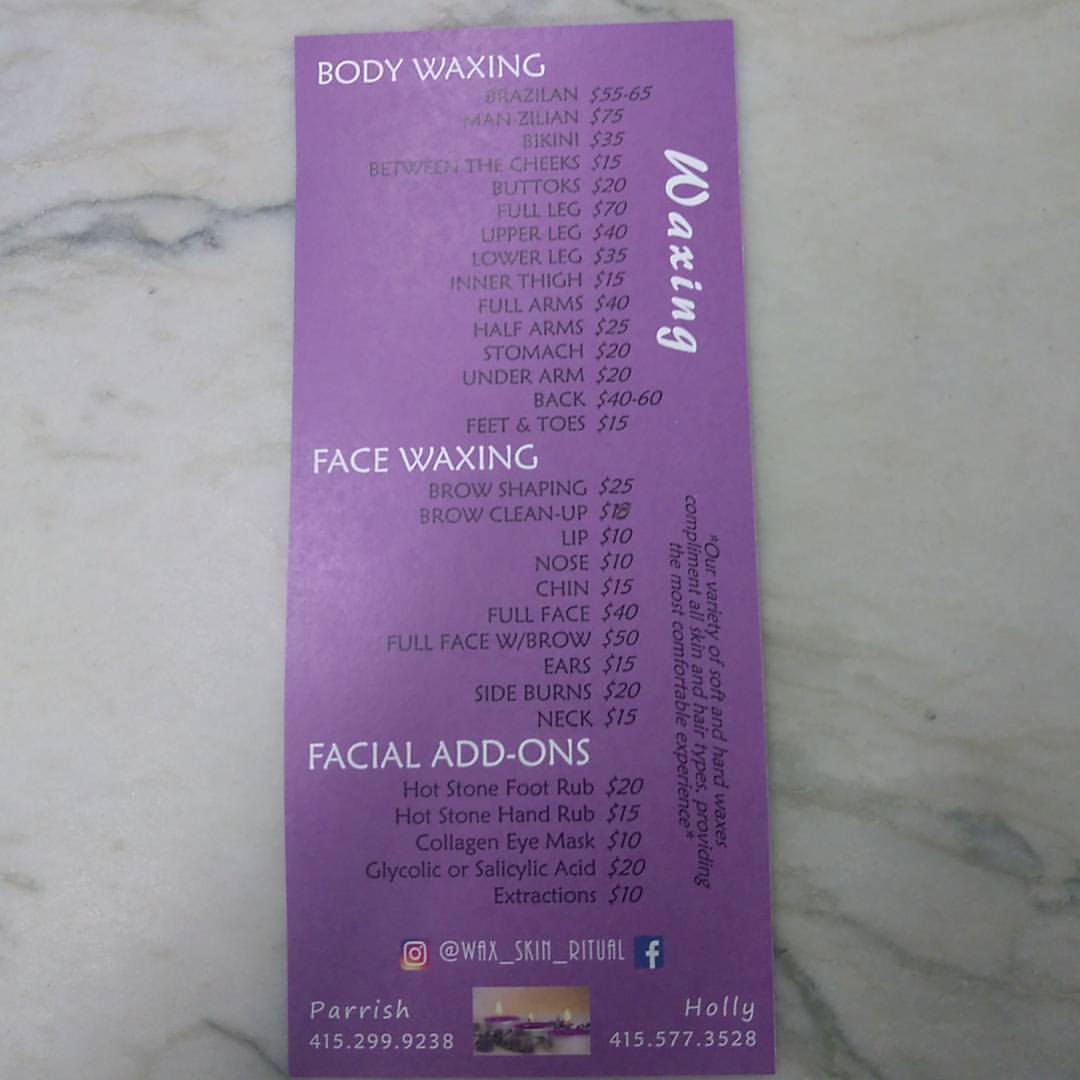 BODY WAXING
BRAZILAN $55-65
MAN-ZILIAN $75
BIKINI $35
BETWEEN THE CHEEKS $15
BUTTOKS $20
FULL LEG $70
UPPER LEG $40
LOWER LEG $35
INNER THIGH $15
FULL ARMS $40
HALF ARMS $25
STOMACH $20
UNDER ARM $20
BACK $40-60
FEET & TOES $15
Waxing
FACE WAXING
BROW SHAPING $25
BROW CLEAN-UP
LIP $10
NOSE $10
CHIN $15
FULL FACE $40
FULL FACE W/BROW $50
EARS $15
SIDE BURNS $20
NECK $15
*Our variety of soft and hard waxes
compliment all skin and hair types, providing
the most comfortable experience*
FACIAL ADD-ONS
Hot Stone Foot Rub $20
Hot Stone Hand Rub $15
Collagen Eye Mask $10
Glycolic or Salicylic Acid $20
Extractions $10
@WAX_SKIN_RITUAL
Parrish
415.299.9238
Holly
415.577.3528